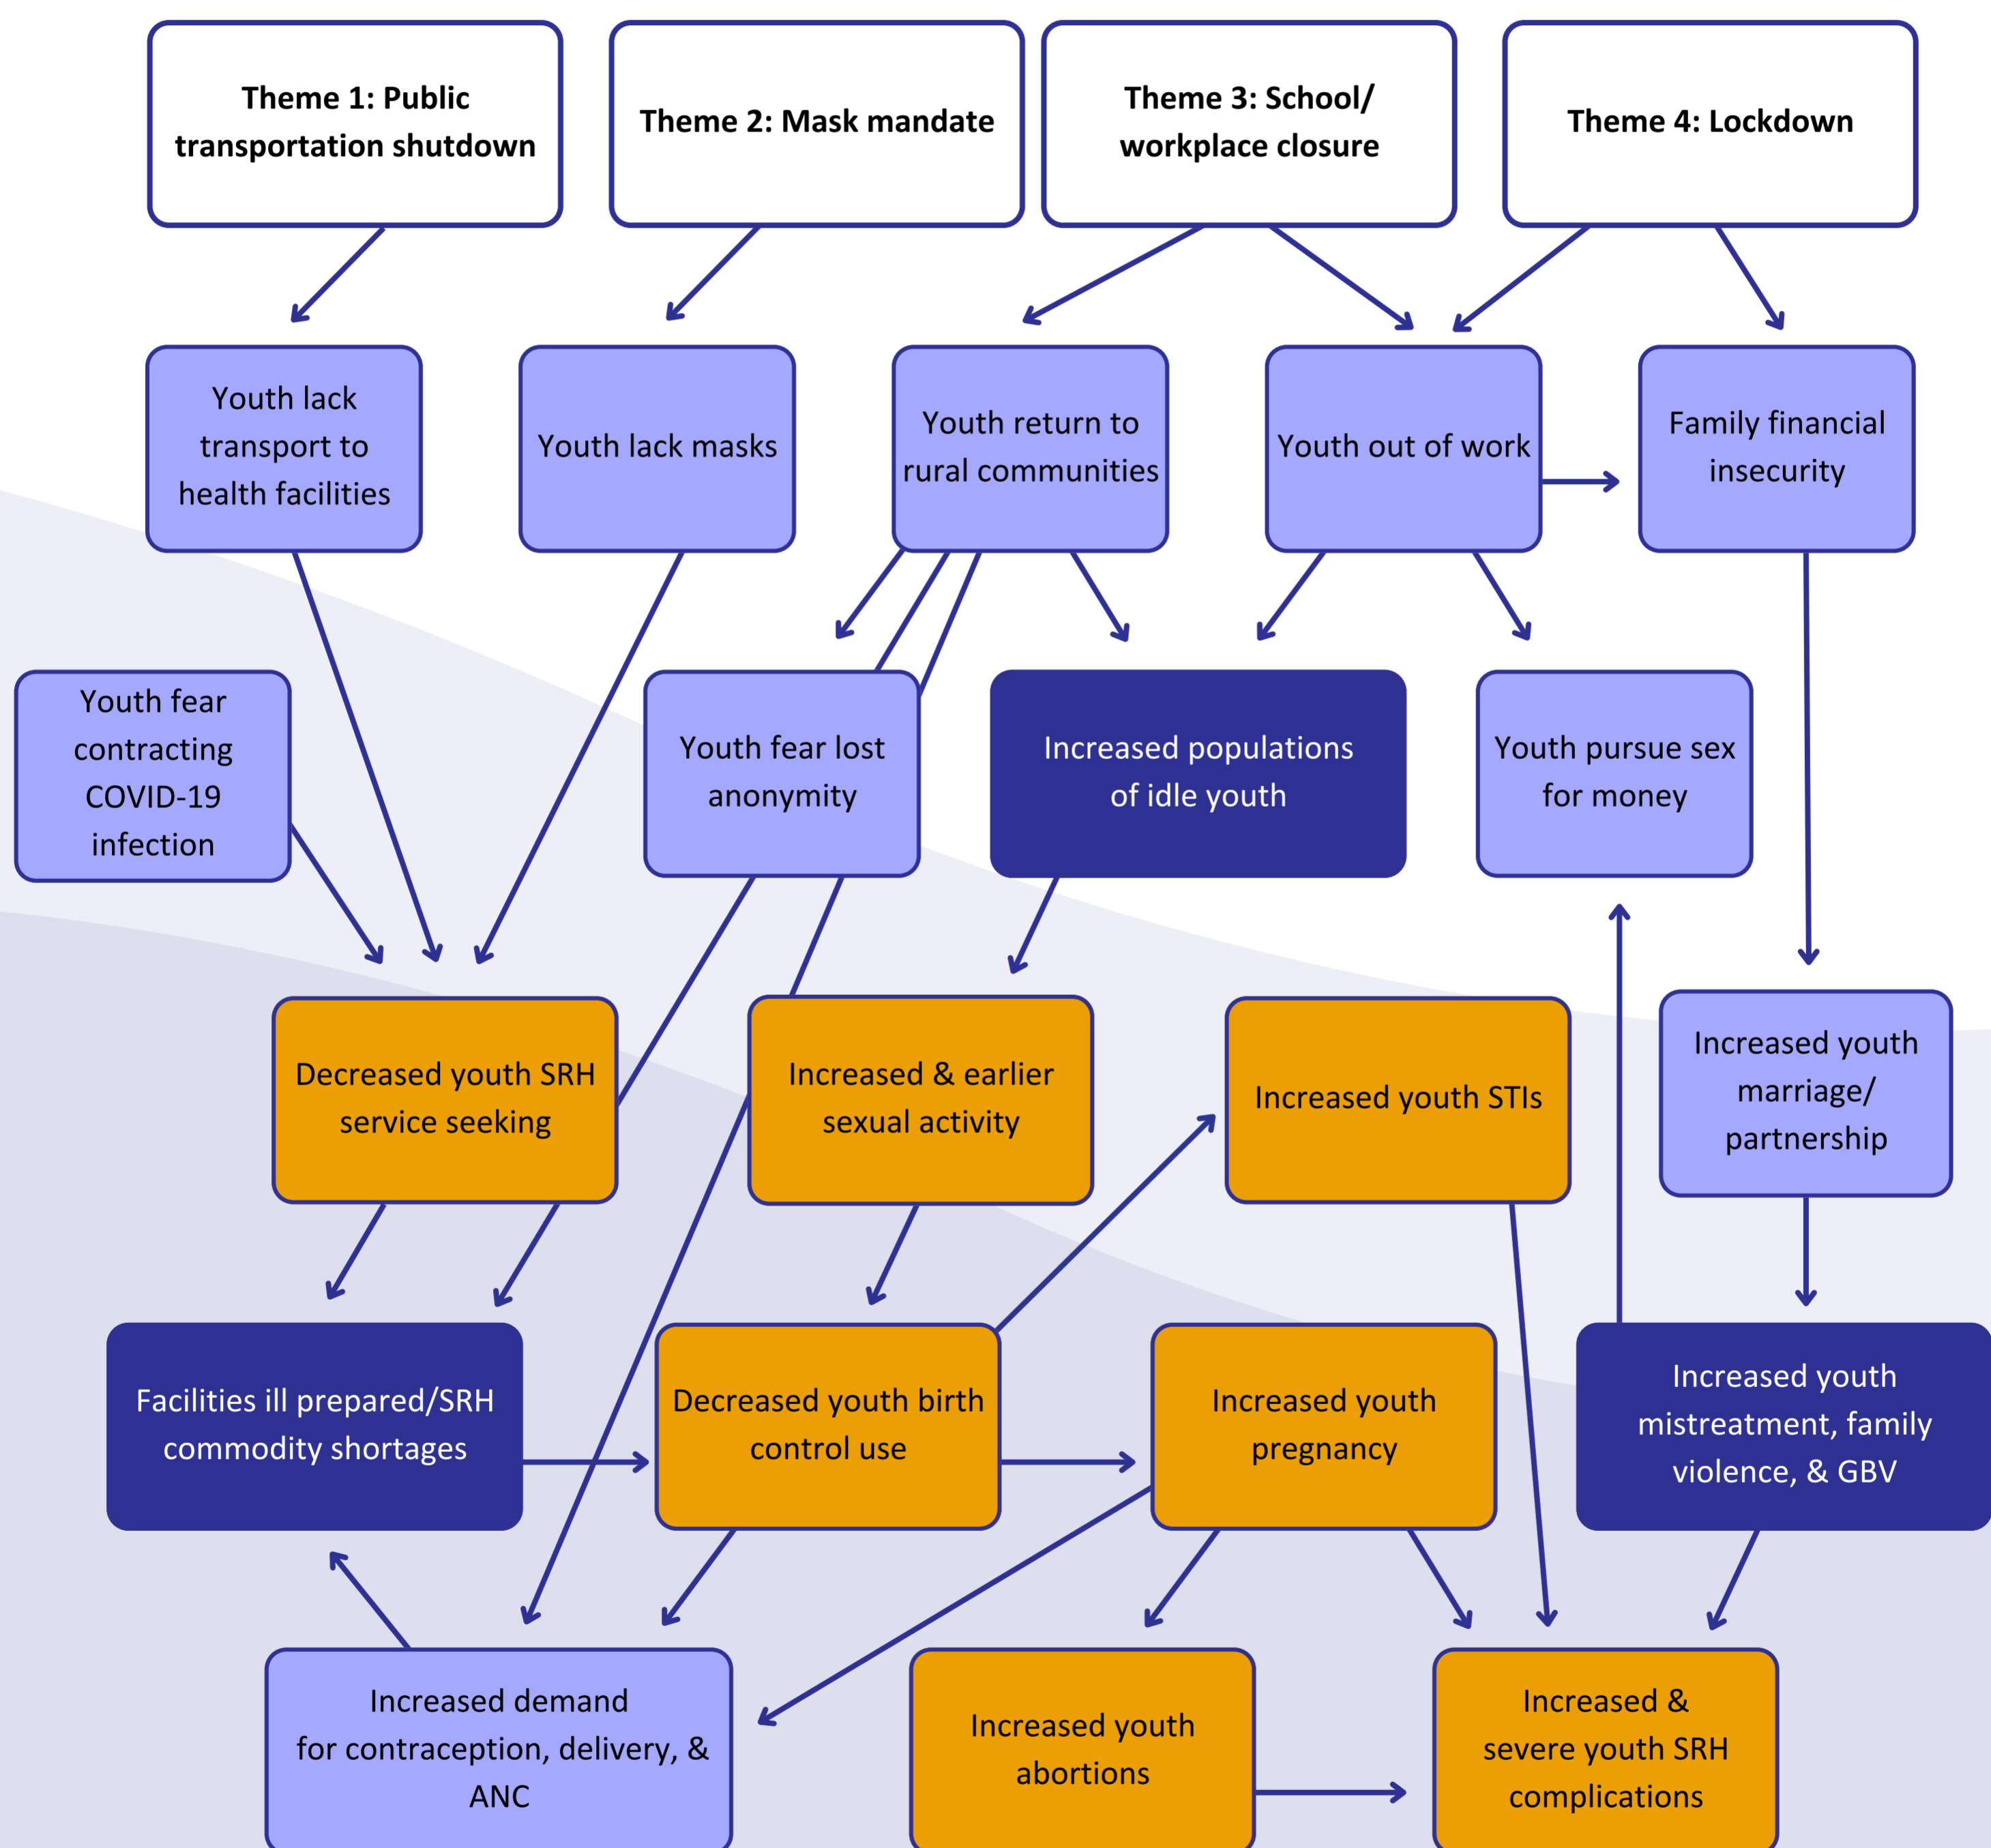 Theme 1: Public
transportation shutdown
Theme 2: Mask mandate
Theme 3: School/
workplace closure
Theme 4: Lockdown
Youth lack
transport to
health facilities
Youth lack masks
Youth return to
rural communities
Youth out of work
Family financial
insecurity
Youth fear
contracting
COVID-19
infection
Youth fear lost
anonymity
Increased populations
of idle youth
Youth pursue sex
for money
Decreased youth SRH
service seeking
Increased & earlier
sexual activity
Increased youth STIs
Increased youth
marriage/
partnership
Facilities ill prepared/SRH
commodity shortages
Decreased youth birth
control use
Increased youth
pregnancy
Increased youth
mistreatment, family
violence, & GBV
Increased demand
for contraception, delivery, &
ANC
Increased youth
abortions
Increased &
severe youth SRH
complications